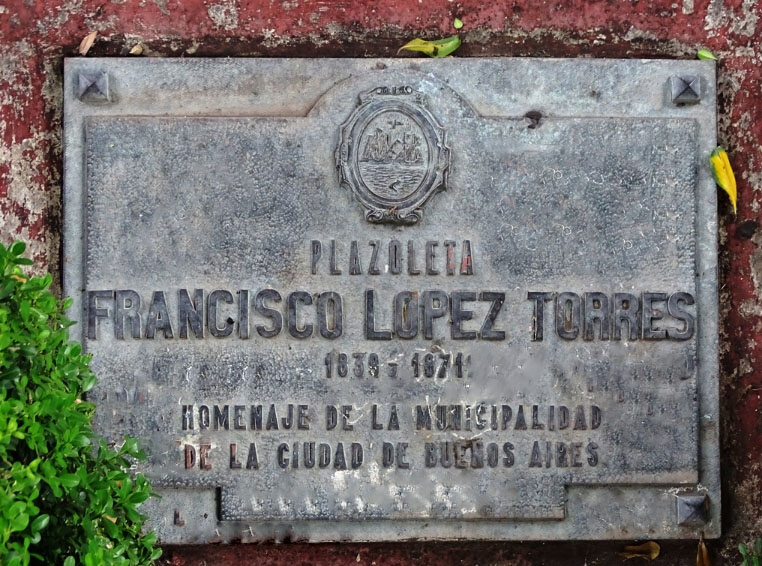 PLAZOLETA
FRANCISCO LOPEZ TORRES
1839 - 1871
HOMENAJE DE LA MUNICIPALIDAD
DE LA CIUDAD DE BUENOS AIRES